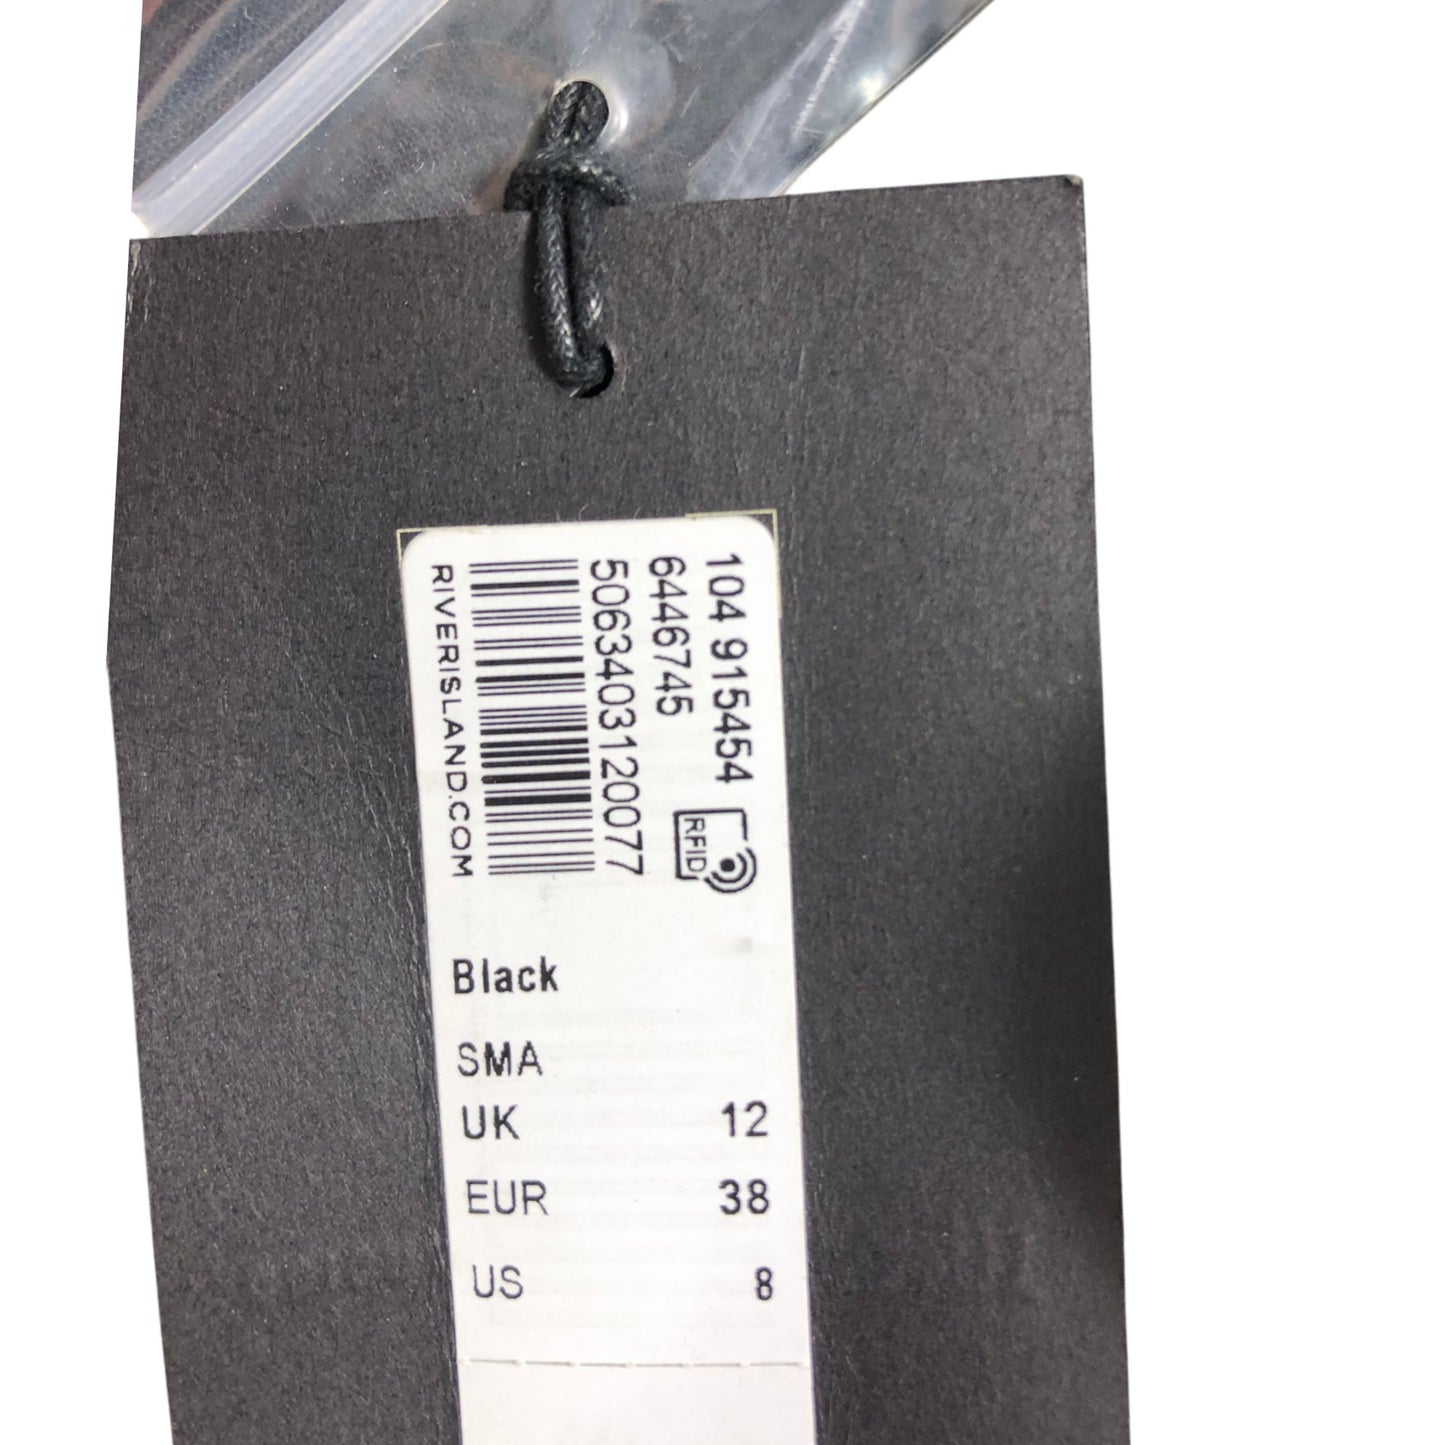 104 915454
6446745
5063403120077
RIVERISLAND.COM
RFID
Black
SMA
UK 12
EUR 38
US 8